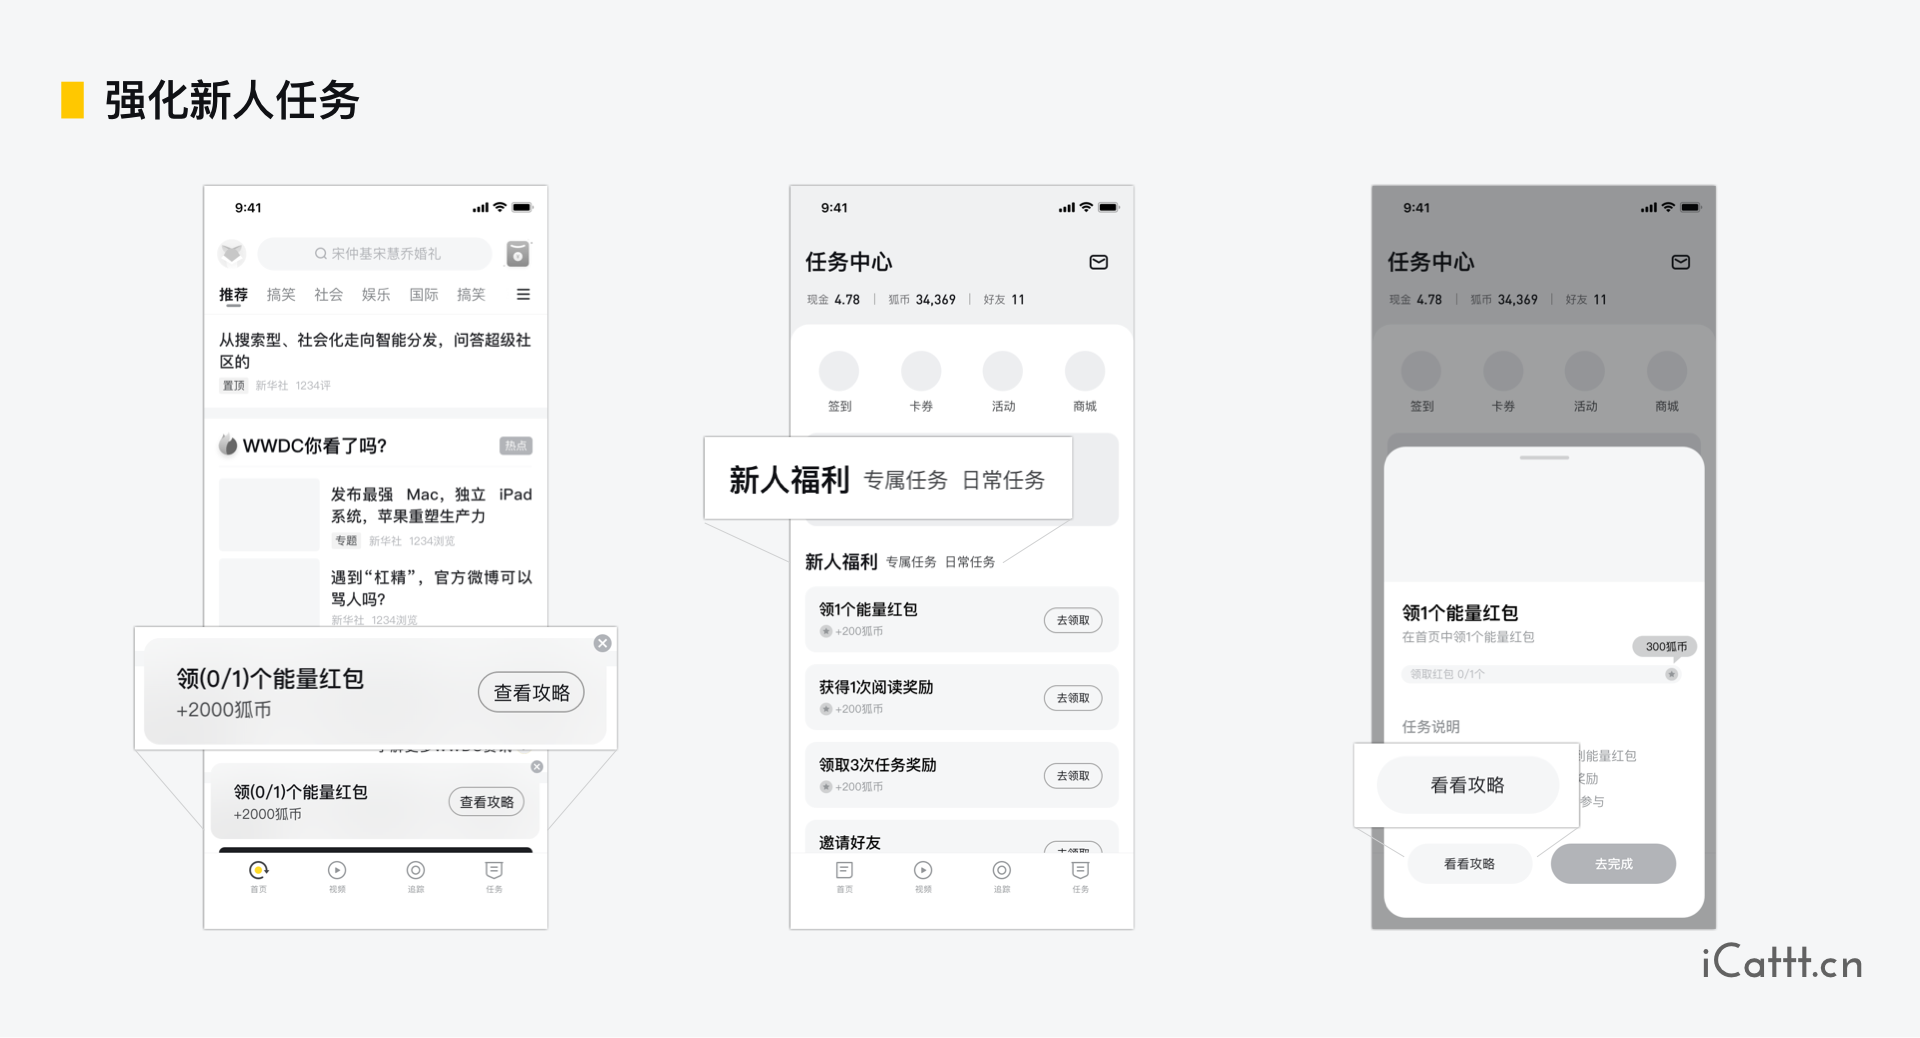 强化新人任务
9:41
宋仲基宋慧乔婚礼
推荐 搞笑 社会 娱乐 国际 搞笑
从搜索型、社会化走向智能分发，问答超级社
区的
置顶 新华社 1234评
WWDC你看了吗? 热点
发布最强 Mac，独立 iPad
系统，苹果重塑生产力
专题 新华社 1234浏览
遇到“杠精”，官方微博可以
骂人吗?
新华社 1234浏览
领(0/1)个能量红包
+2000狐币
查看攻略
领(0/1)个能量红包
+2000狐币
查看攻略
首页 视频 追踪 任务
9:41
任务中心
现金 4.78 狐币 34,369 好友 11
签到 卡券 活动 商城
新人福利 专属任务 日常任务
新人福利 专属任务 日常任务
领1个能量红包
+200狐币
去领取
获得1次阅读奖励
+200狐币
去领取
领取3次任务奖励
+200狐币
去领取
邀请好友
去领取
首页 视频 追踪 任务
9:41
任务中心
现金 4.78 狐币 34,369 好友 11
签到 卡券 活动 商城
领1个能量红包
在首页中领1个能量红包
300狐币
领取红包 0/1个
任务说明
能量红包
奖励
参与
看看攻略
看看攻略 去完成
iCattt.cn